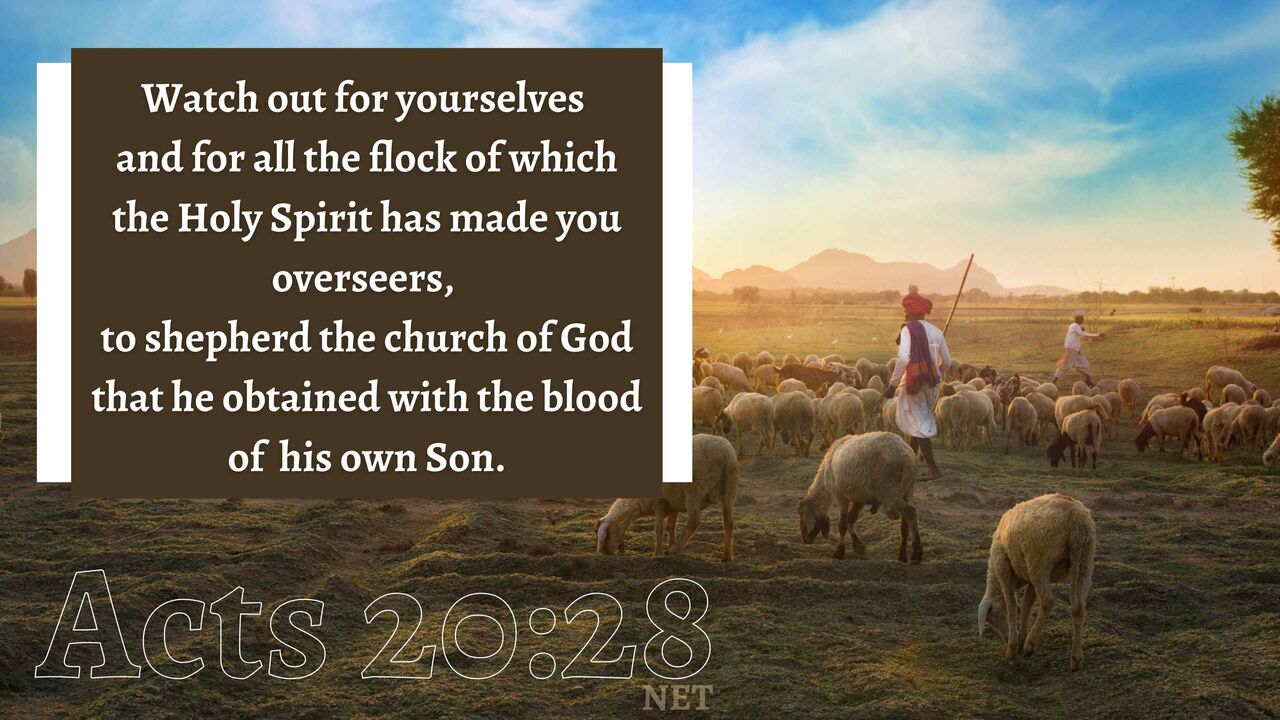 Watch out for yourselves
and for all the flock of which
the Holy Spirit has made you
overseers,
to shepherd the church of God
that he obtained with the blood
of his own Son.
Acts 20:28
NET